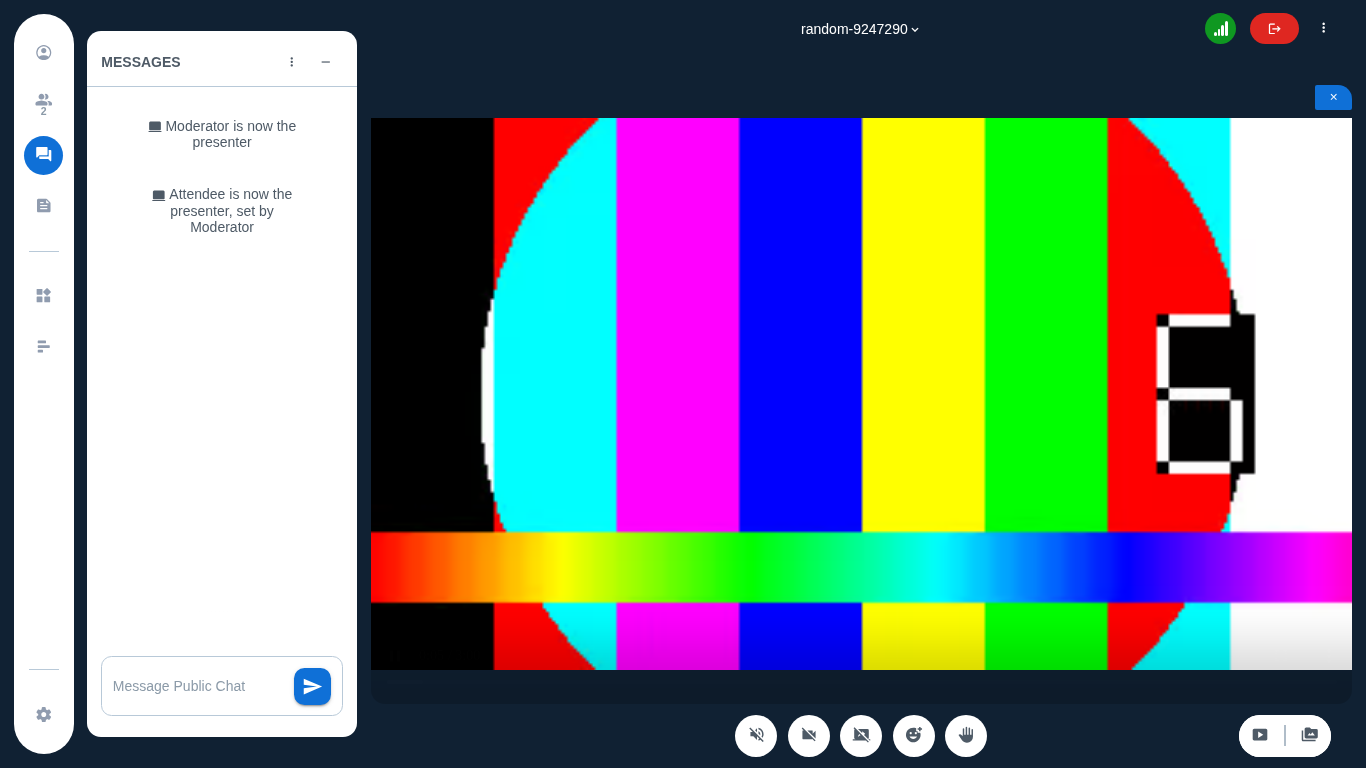 random-9247290
2
MESSAGES
Moderator is now the
presenter
Attendee is now the
presenter, set by
Moderator
6
Message Public Chat